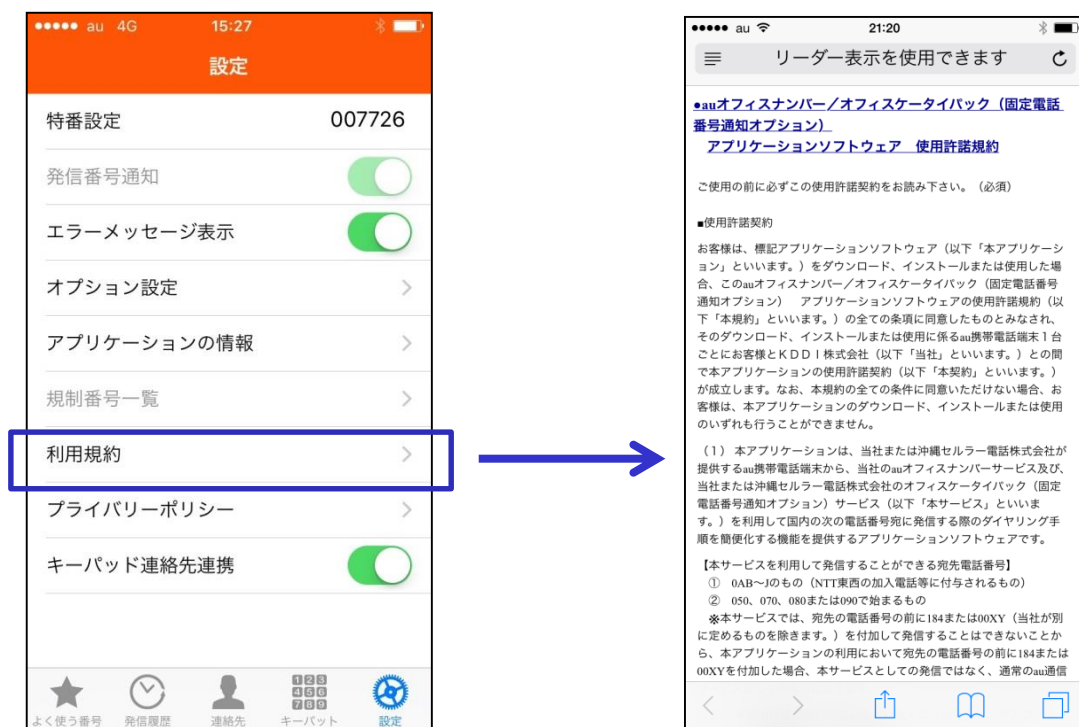 au 4G 15:27
設定
特番設定 007726
発信番号通知
エラーメッセージ表示
オプション設定
アプリケーションの情報
規制番号一覧
利用規約
プライバリーポリシー
キーパッド連絡先連携
よく使う番号 発信履歴 連絡先 キーパット 設定
au 21:20
リーダー表示を使用できます
●auオフィスナンバー／オフィスケータイパック（固定電話
番号通知オプション）
アプリケーションソフトウェア 使用許諾規約
ご使用の前に必ずこの使用許諾契約をお読み下さい。（必須）
■使用許諾契約
お客様は、標記アプリケーションソフトウェア（以下「本アプリケーシ
ョン」といいます。）をダウンロード、インストールまたは使用した場
合、このauオフィスナンバー／オフィスケータイパック（固定電話番号
通知オプション） アプリケーションソフトウェアの使用許諾規約（以
下「本規約」といいます。）の全ての条項に同意したものとみなされ、
そのダウンロード、インストールまたは使用に係るau携帯電話端末１台
ごとにお客様とＫＤＤＩ株式会社（以下「当社」といいます。）との間
で本アプリケーションの使用許諾契約（以下「本契約」といいます。）
が成立します。なお、本規約の全ての条件に同意いただけない場合、お
客様は、本アプリケーションのダウンロード、インストールまたは使用
のいずれも行うことができません。
（１） 本アプリケーションは、当社または沖縄セルラー電話株式会社が
提供するau携帯電話端末から、当社のauオフィスナンバーサービス及び、
当社または沖縄セルラー電話株式会社のオフィスケータイパック（固定
電話番号通知オプション）サービス（以下「本サービス」といいま
す。）を利用して国内の次の電話番号宛に発信する際のダイヤリング手
順を簡便化する機能を提供するアプリケーションソフトウェアです。
【本サービスを利用して発信することができる宛先電話番号】
① 0AB～Jのもの（NTT東西の加入電話等に付与されるもの）
② 050、070、080または090で始まるもの
※本サービスでは、宛先の電話番号の前に184または00XY（当社が別
に定めるものを除きます。）を付加して発信することはできないことか
ら、本アプリケーションの利用において宛先の電話番号の前に184または
00XYを付加した場合、本サービスとしての発信ではなく、通常のau通信